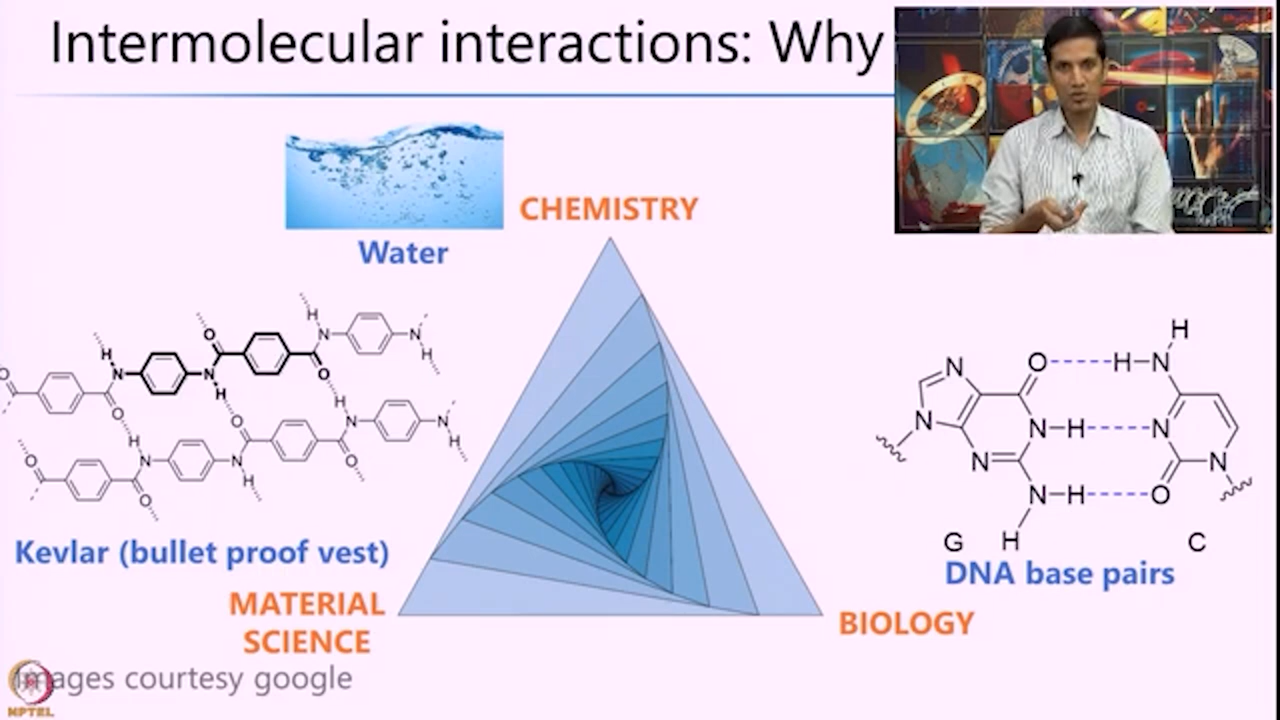 Intermolecular interactions: Why
CHEMISTRY
Water
Kevlar (bullet proof vest)
MATERIAL
SCIENCE
BIOLOGY
O H H
N N
N H N
N N
N H O
H
G C
DNA base pairs
Images courtesy google
NPTEL